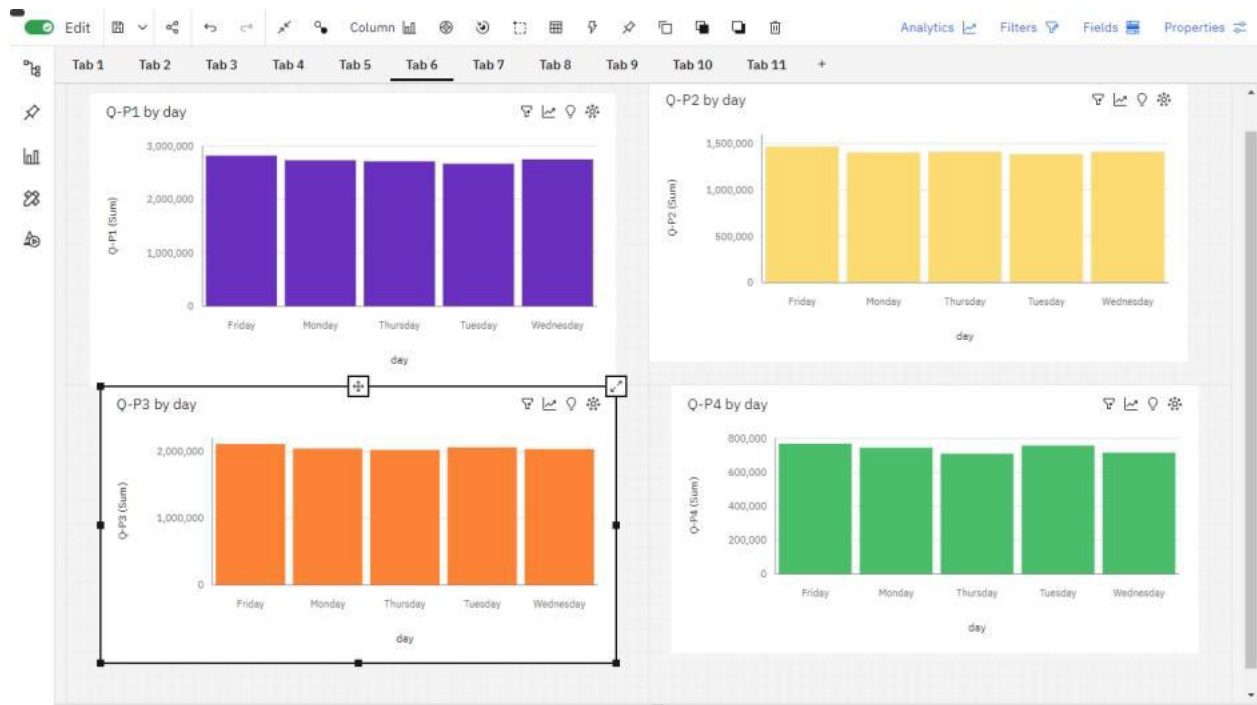 Edit Column Analytics Filters Fields Properties
Tab 1 Tab 2 Tab 3 Tab 4 Tab 5 Tab 6 Tab 7 Tab 8 Tab 9 Tab 10 Tab 11 +
Q-P1 by day
Q-P1 (Sum)
3,000,000
2,000,000
1,000,000
0
Friday Monday Thursday Tuesday Wednesday
day
Q-P2 by day
Q-P2 (Sum)
1,500,000
1,000,000
500,000
0
Friday Monday Thursday Tuesday Wednesday
day
Q-P3 by day
Q-P3 (Sum)
2,000,000
1,000,000
0
Friday Monday Thursday Tuesday Wednesday
day
Q-P4 by day
Q-P4 (Sum)
800,000
600,000
400,000
200,000
0
Friday Monday Thursday Tuesday Wednesday
day